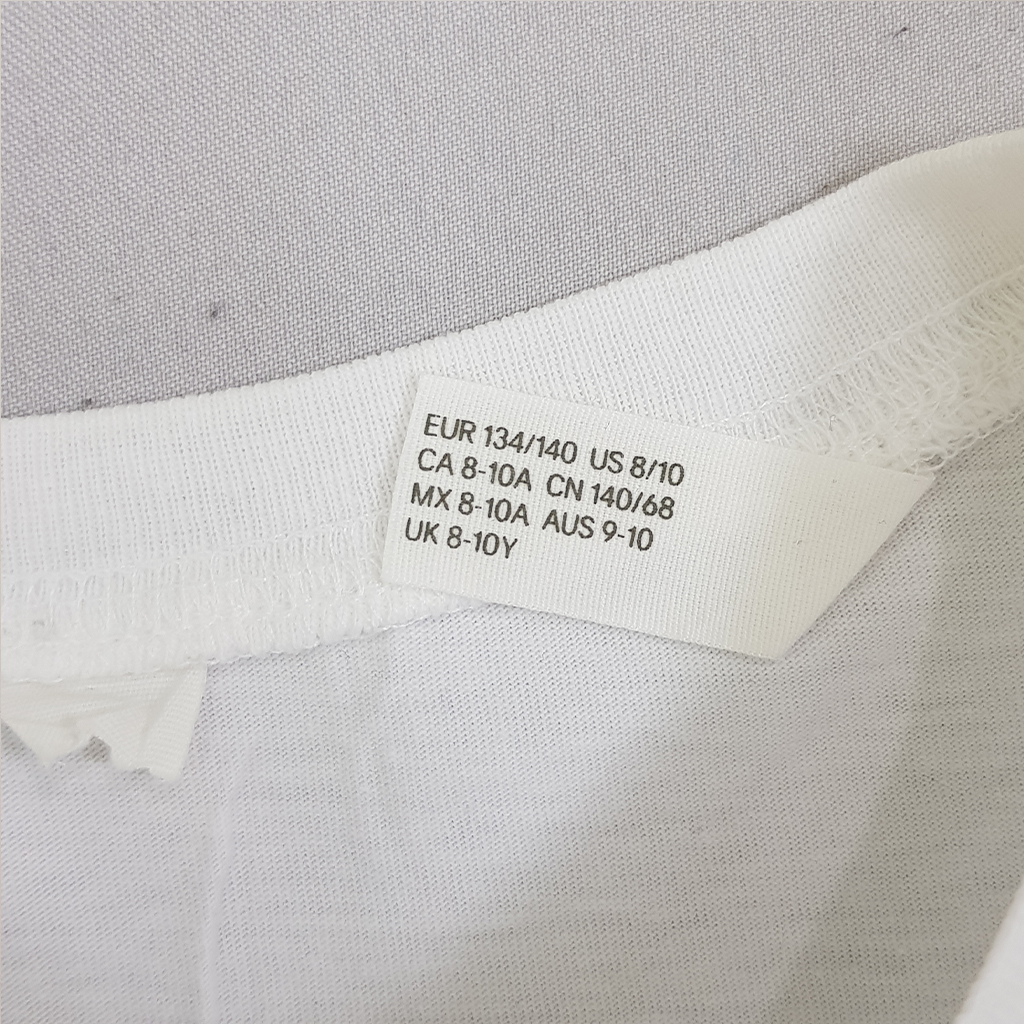 EUR 134/140 US 8/10
CA 8-10A CN 140/68
MX 8-10A AUS 9-10
UK 8-10Y